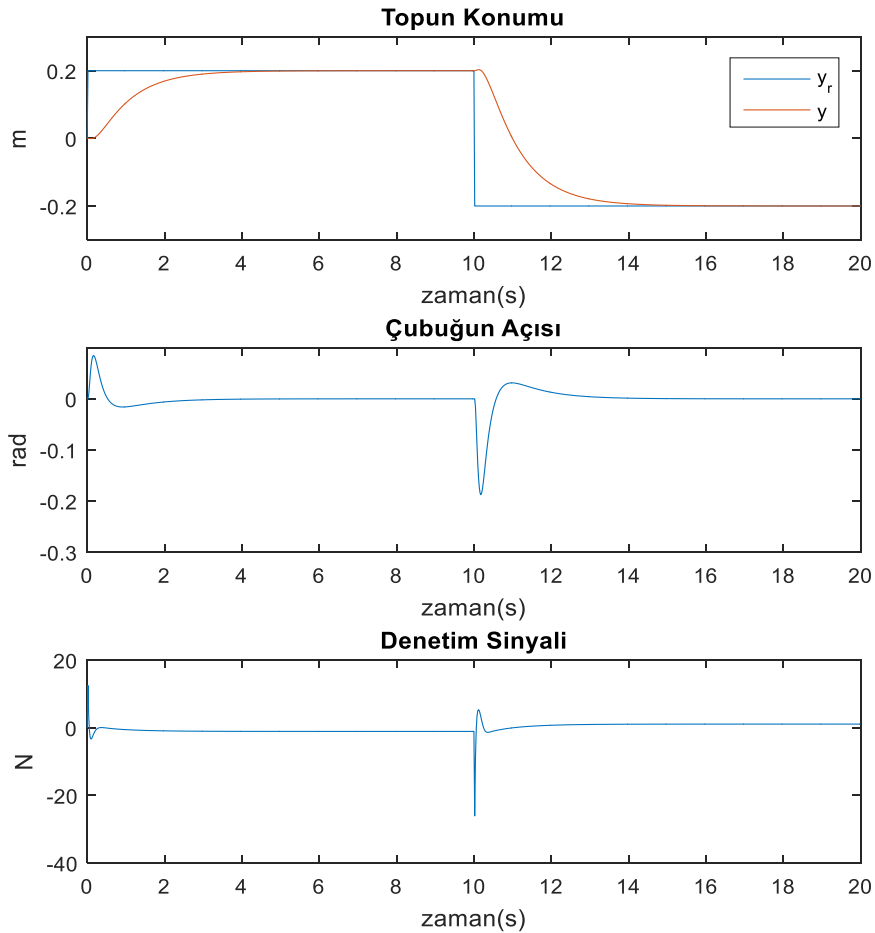 Topun Konumu
0.2
0
-0.2
m
y_r
y
0 2 4 6 8 10 12 14 16 18 20
zaman(s)
Çubuğun Açısı
0
-0.1
-0.2
-0.3
rad
0 2 4 6 8 10 12 14 16 18 20
zaman(s)
Denetim Sinyali
20
0
-20
-40
N
0 2 4 6 8 10 12 14 16 18 20
zaman(s)